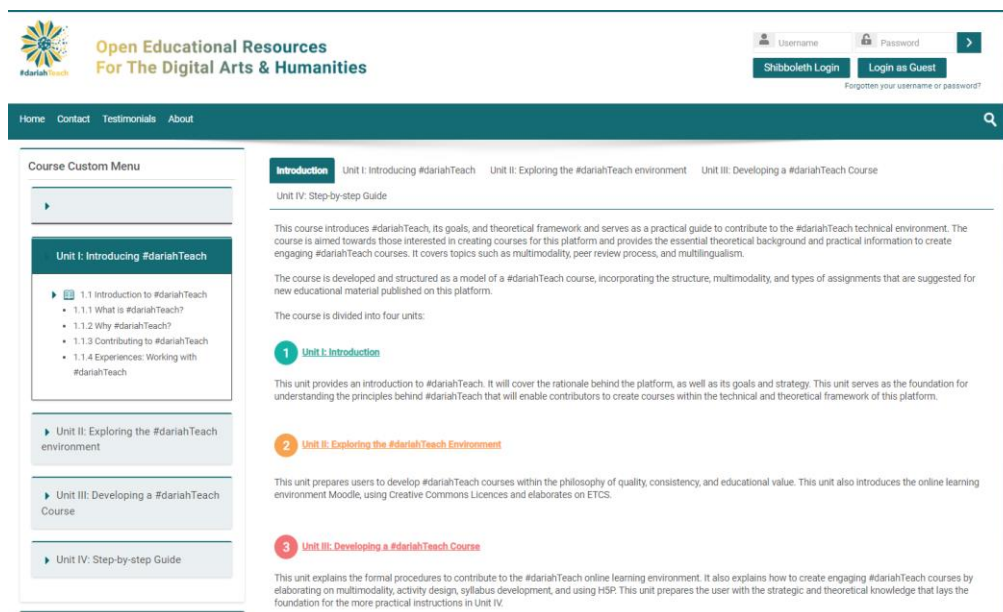 Open Educational Resources
For The Digital Arts & Humanities
#dariahTeach
Username
Password
Shibboleth Login
Login as Guest
Forgotten your username or password?
Home Contact Testimonials About
Course Custom Menu
Unit I: Introducing #dariahTeach
1.1 Introduction to #dariahTeach
1.1.1 What is #dariahTeach?
1.1.2 Why #dariahTeach?
1.1.3 Contributing to #dariahTeach
1.1.4 Experiences: Working with
#dariahTeach
Unit II: Exploring the #dariahTeach
environment
Unit III: Developing a #dariahTeach
Course
Unit IV: Step-by-step Guide
Introduction Unit I: Introducing #dariahTeach Unit II: Exploring the #dariahTeach environment Unit III: Developing a #dariahTeach Course
Unit IV: Step-by-step Guide
This course introduces #dariahTeach, its goals, and theoretical framework and serves as a practical guide to contribute to the #dariahTeach technical environment. The
course is aimed towards those interested in creating courses for this platform and provides the essential theoretical background and practical information to create
engaging #dariahTeach courses. It covers topics such as multimodality, peer review process, and multilingualism.
The course is developed and structured as a model of a #dariahTeach course, incorporating the structure, multimodality, and types of assignments that are suggested for
new educational material published on this platform.
The course is divided into four units:
1 Unit I: Introduction
This unit provides an introduction to #dariahTeach. It will cover the rationale behind the platform, as well as its goals and strategy. This unit serves as the foundation for
understanding the principles behind #dariahTeach that will enable contributors to create courses within the technical and theoretical framework of this platform.
2 Unit II: Exploring the #dariahTeach Environment
This unit prepares users to develop #dariahTeach courses within the philosophy of quality, consistency, and educational value. This unit also introduces the online learning
environment Moodle, using Creative Commons Licences and elaborates on ETCS.
3 Unit III: Developing a #dariahTeach Course
This unit explains the formal procedures to contribute to the #dariahTeach online learning environment. It also explains how to create engaging #dariahTeach courses by
elaborating on multimodality, activity design, syllabus development, and using H5P. This unit prepares the user with the strategic and theoretical knowledge that lays the
foundation for the more practical instructions in Unit IV.